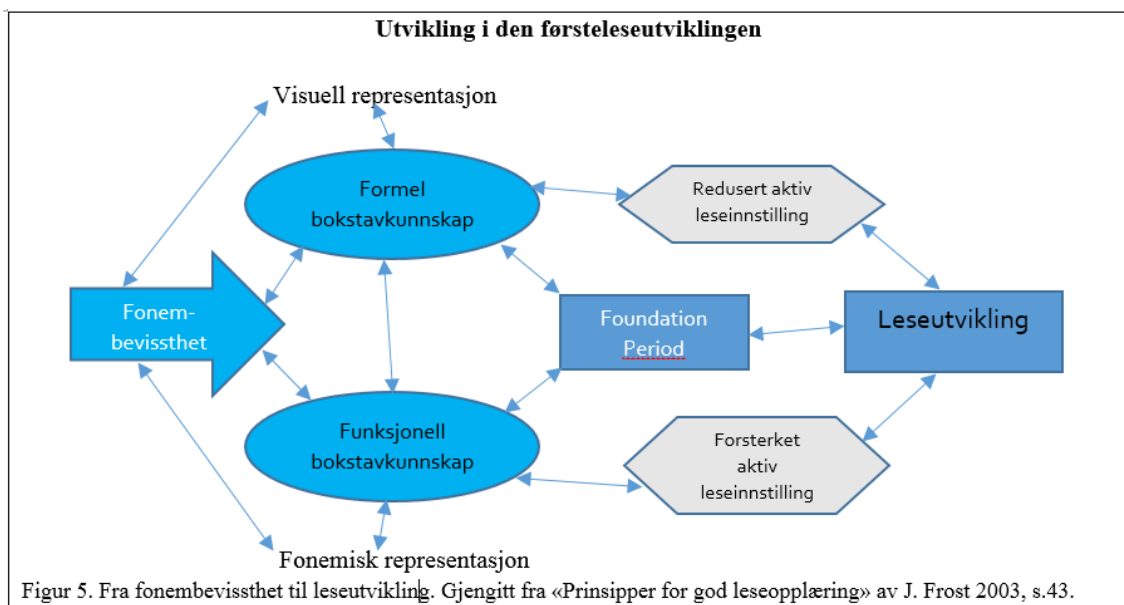 Utvikling i den førsteleseutviklingen
Visuell representasjon
Formel
bokstavkunnskap
Redusert aktiv
leseinnstilling
Fonem-
bevissthet
Foundation
Period
Leseutvikling
Funksjonell
bokstavkunnskap
Forsterket
aktiv
leseinnstilling
Fonemisk representasjon
Figur 5. Fra fonembevissthet til leseutvikling. Gjengitt fra «Prinsipper for god leseopplæring» av J. Frost 2003, s.43.